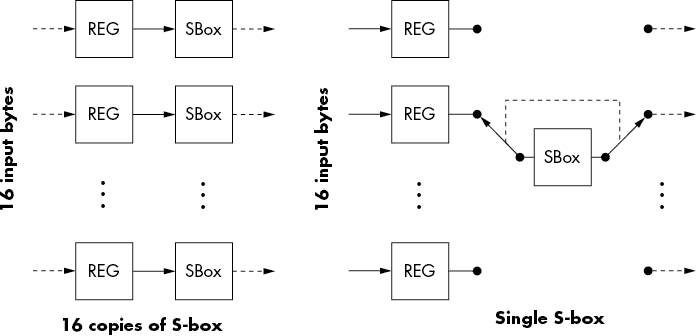 REG SBox
REG
16 input bytes
REG SBox
REG
16 input bytes
SBox
REG SBox
REG
16 copies of S-box
Single S-box